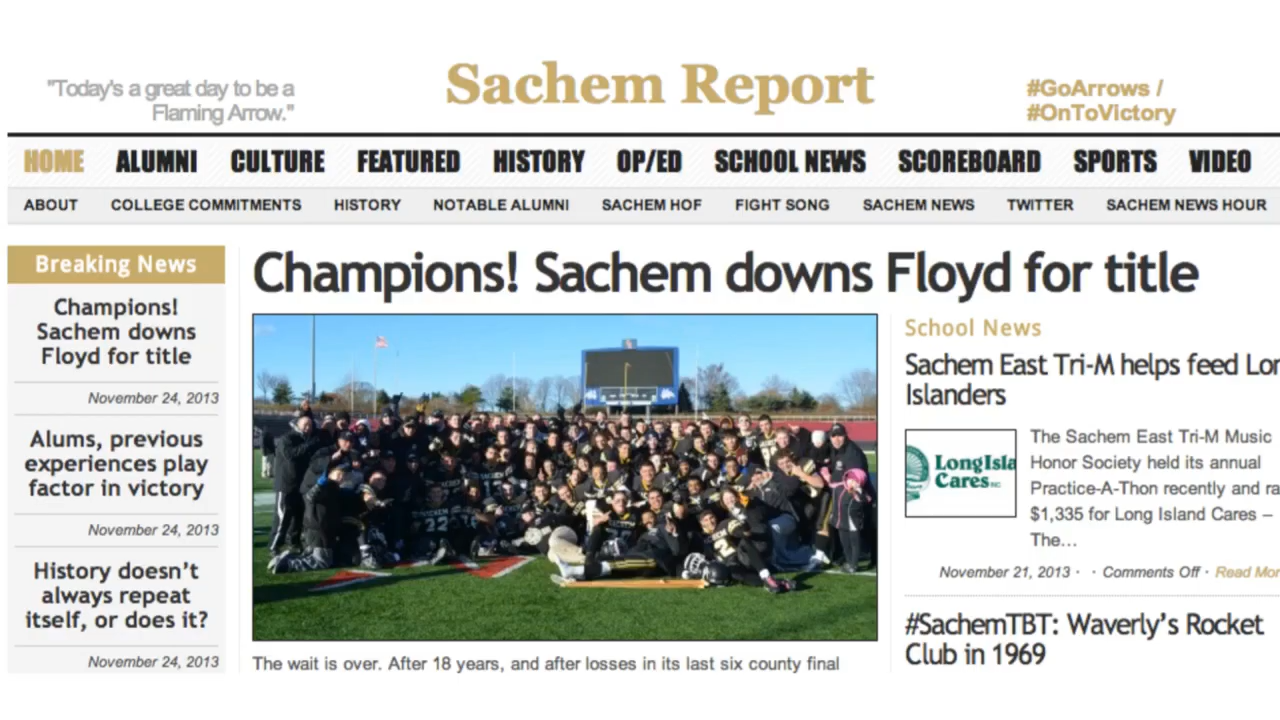 "Today's a great day to be a
Flaming Arrow."
Sachem Report
#GoArrows /
#OnToVictory
HOME ALUMNI CULTURE FEATURED HISTORY OP/ED SCHOOL NEWS SCOREBOARD SPORTS VIDEO
ABOUT COLLEGE COMMITMENTS HISTORY NOTABLE ALUMNI SACHEM HOF FIGHT SONG SACHEM NEWS TWITTER SACHEM NEWS HOUR
Breaking News
Champions!
Sachem downs
Floyd for title
November 24, 2013
Alums, previous
experiences play
factor in victory
November 24, 2013
History doesn't
always repeat
itself, or does it?
November 24, 2013
Champions! Sachem downs Floyd for title
The wait is over. After 18 years, and after losses in its last six county final
School News
Sachem East Tri-M helps feed Lon
Islanders
LongIsla
Cares INC
The Sachem East Tri-M Music
Honor Society held its annual
Practice-A-Thon recently and ra
$1,335 for Long Island Cares –
The...
November 21, 2013 · · Comments Off · Read Mor
#SachemTBT: Waverly's Rocket
Club in 1969